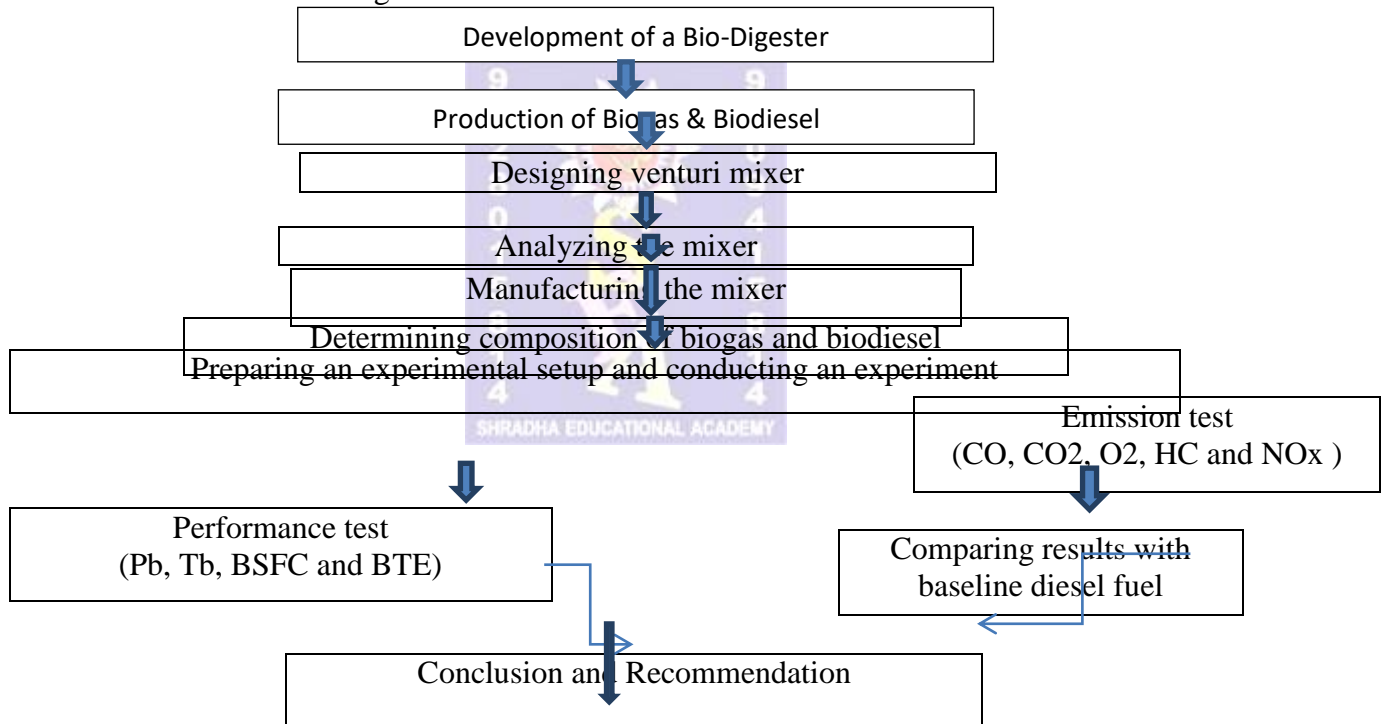 Development of a Bio-Digester
Production of Biogas & Biodiesel
Designing venturi mixer
Analyzing the mixer
Manufacturing the mixer
Determining composition of biogas and biodiesel
Preparing an experimental setup and conducting an experiment
SHRADHA EDUCATIONAL ACADEMY
Emission test
(CO, CO2, O2, HC and NOx )
Performance test
(Pb, Tb, BSFC and BTE)
Comparing results with
baseline diesel fuel
Conclusion and Recommendation